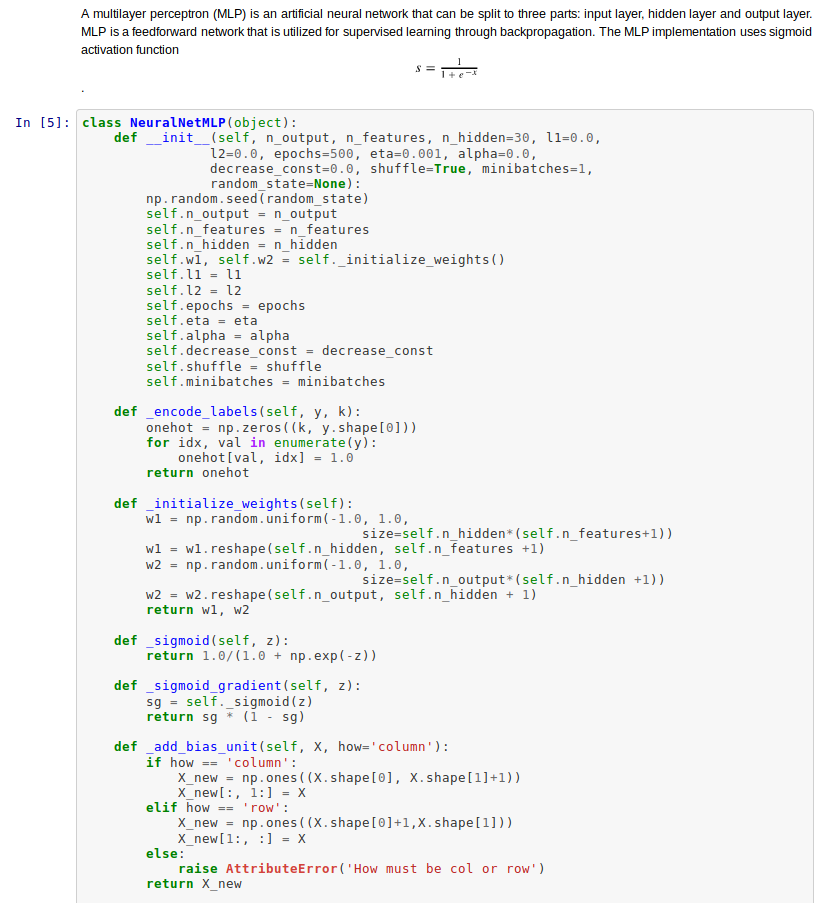 A multilayer perceptron (MLP) is an artificial neural network that can be split to three parts: input layer, hidden layer and output layer.
MLP is a feedforward network that is utilized for supervised learning through backpropagation. The MLP implementation uses sigmoid
activation function
s = 1 / 1 + e^−x
.
In [5]: class NeuralNetMLP(object):
    def __init__(self, n_output, n_features, n_hidden=30, l1=0.0,
                l2=0.0, epochs=500, eta=0.001, alpha=0.0,
                decrease_const=0.0, shuffle=True, minibatches=1,
                random_state=None):
        np.random.seed(random_state)
        self.n_output = n_output
        self.n_features = n_features
        self.n_hidden = n_hidden
        self.w1, self.w2 = self._initialize_weights()
        self.l1 = l1
        self.l2 = l2
        self.epochs = epochs
        self.eta = eta
        self.alpha = alpha
        self.decrease_const = decrease_const
        self.shuffle = shuffle
        self.minibatches = minibatches
    def _encode_labels(self, y, k):
        onehot = np.zeros((k, y.shape[0]))
        for idx, val in enumerate(y):
            onehot[val, idx] = 1.0
        return onehot
    def _initialize_weights(self):
        w1 = np.random.uniform(-1.0, 1.0,
                                   size=self.n_hidden*(self.n_features+1))
        w1 = w1.reshape(self.n_hidden, self.n_features +1)
        w2 = np.random.uniform(-1.0, 1.0,
                                   size=self.n_output*(self.n_hidden +1))
        w2 = w2.reshape(self.n_output, self.n_hidden + 1)
        return w1, w2
    def _sigmoid(self, z):
        return 1.0/(1.0 + np.exp(-z))
    def _sigmoid_gradient(self, z):
        sg = self._sigmoid(z)
        return sg * (1 - sg)
    def _add_bias_unit(self, X, how='column'):
        if how == 'column':
            X_new = np.ones((X.shape[0], X.shape[1]+1))
            X_new[:, 1:] = X
        elif how == 'row':
            X_new = np.ones((X.shape[0]+1,X.shape[1]))
            X_new[1:, :] = X
        else:
            raise AttributeError('How must be col or row')
        return X_new